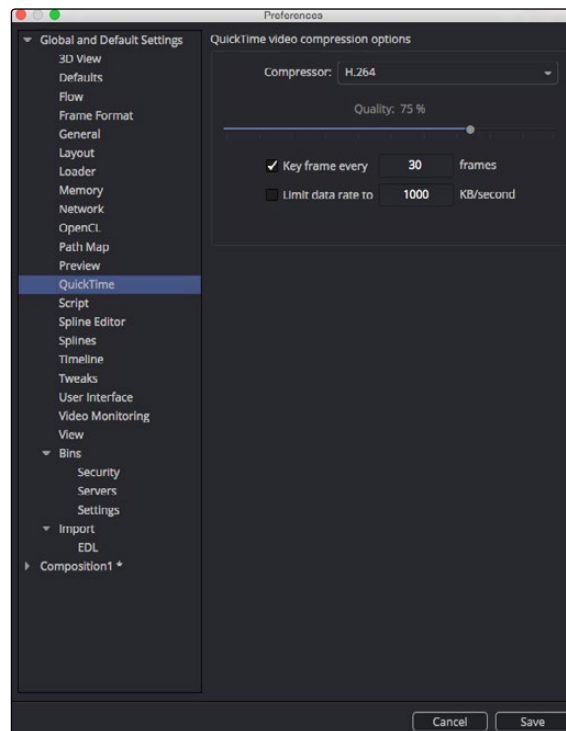 Preferences
Global and Default Settings
3D View
Defaults
Flow
Frame Format
General
Layout
Loader
Memory
Network
OpenCL
Path Map
Preview
QuickTime
Script
Spline Editor
Splines
Timeline
Tweaks
User Interface
Video Monitoring
View
Bins
Security
Servers
Settings
Import
EDL
Composition1 *
QuickTime video compression options
Compressor: H.264
Quality: 75 %
Key frame every 30 frames
Limit data rate to 1000 KB/second
Cancel Save